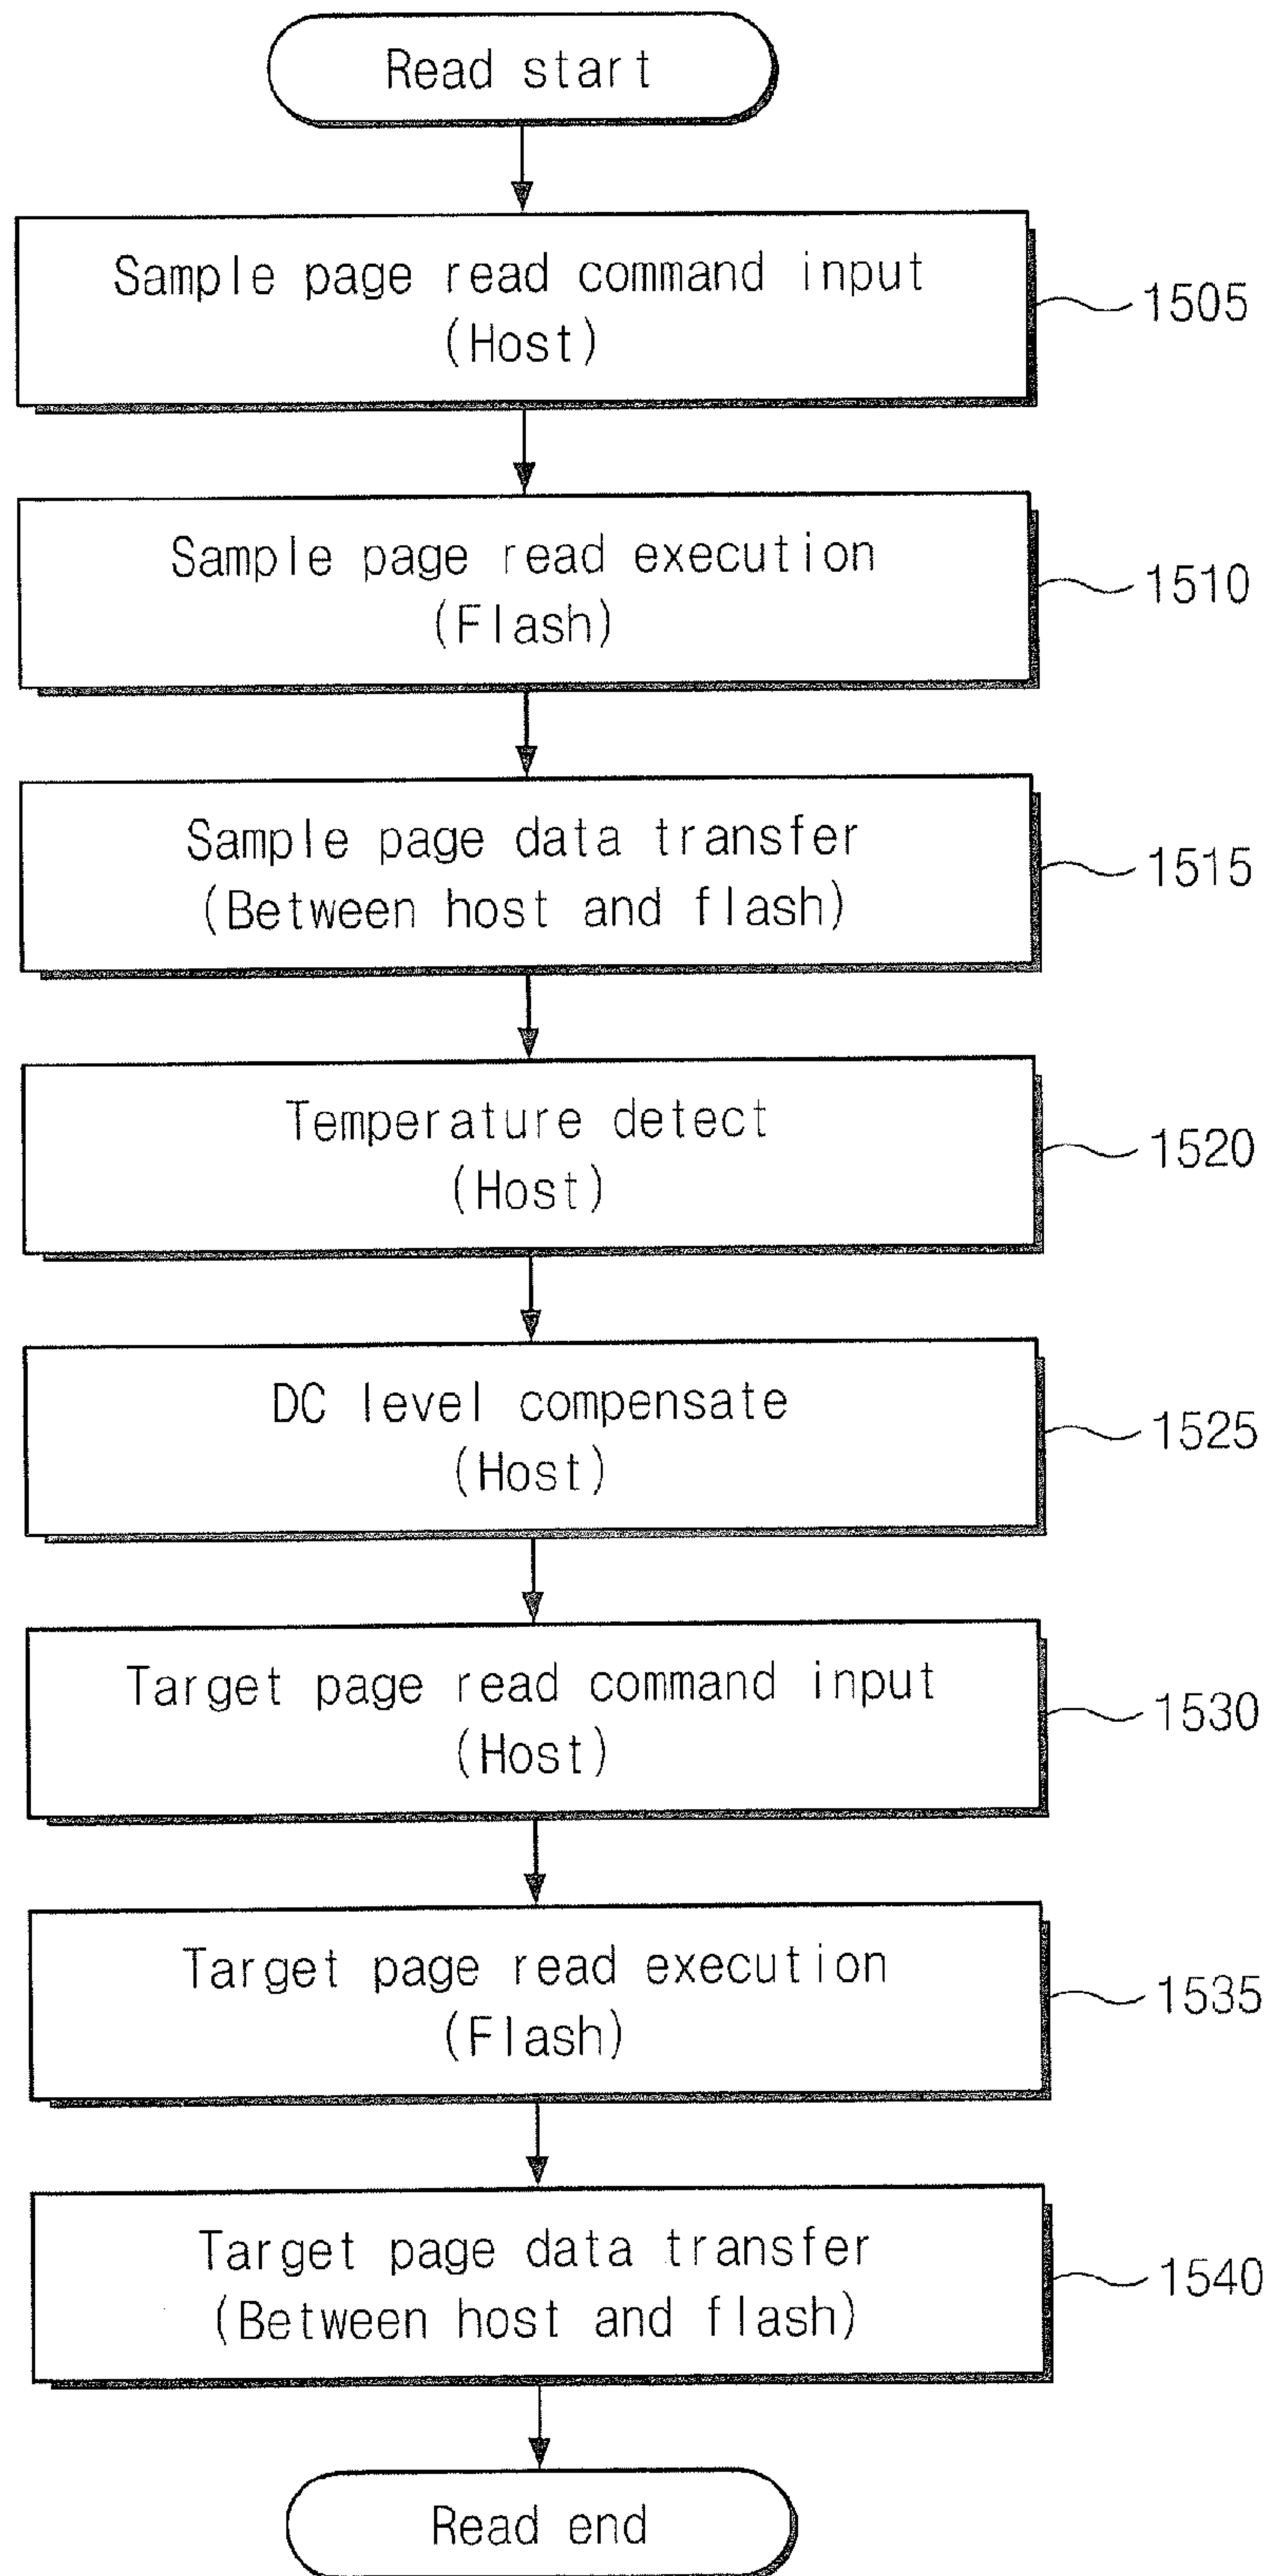 Read start
Sample page read command input
(Host)
1505
Sample page read execution
(Flash)
1510
Sample page data transfer
(Between host and flash)
1515
Temperature detect
(Host)
1520
DC level compensate
(Host)
1525
Target page read command input
(Host)
1530
Target page read execution
(Flash)
1535
Target page data transfer
(Between host and flash)
1540
Read end